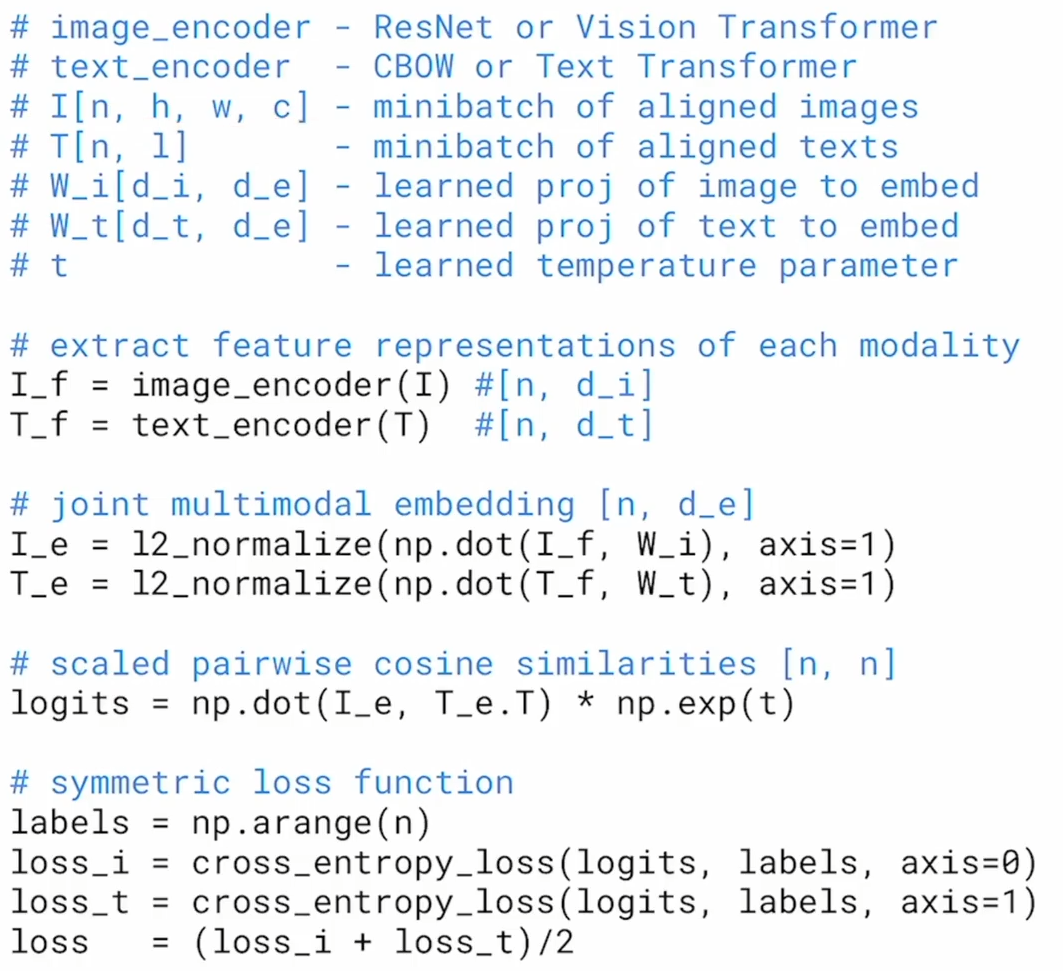 # image_encoder - ResNet or Vision Transformer
# text_encoder  - CBOW or Text Transformer
# I[n, h, w, c] - minibatch of aligned images
# T[n, l]       - minibatch of aligned texts
# W_i[d_i, d_e] - learned proj of image to embed
# W_t[d_t, d_e] - learned proj of text to embed
# t             - learned temperature parameter

# extract feature representations of each modality
I_f = image_encoder(I) #[n, d_i]
T_f = text_encoder(T)  #[n, d_t]

# joint multimodal embedding [n, d_e]
I_e = l2_normalize(np.dot(I_f, W_i), axis=1)
T_e = l2_normalize(np.dot(T_f, W_t), axis=1)

# scaled pairwise cosine similarities [n, n]
logits = np.dot(I_e, T_e.T) * np.exp(t)

# symmetric loss function
labels = np.arange(n)
loss_i = cross_entropy_loss(logits, labels, axis=0)
loss_t = cross_entropy_loss(logits, labels, axis=1)
loss   = (loss_i + loss_t)/2